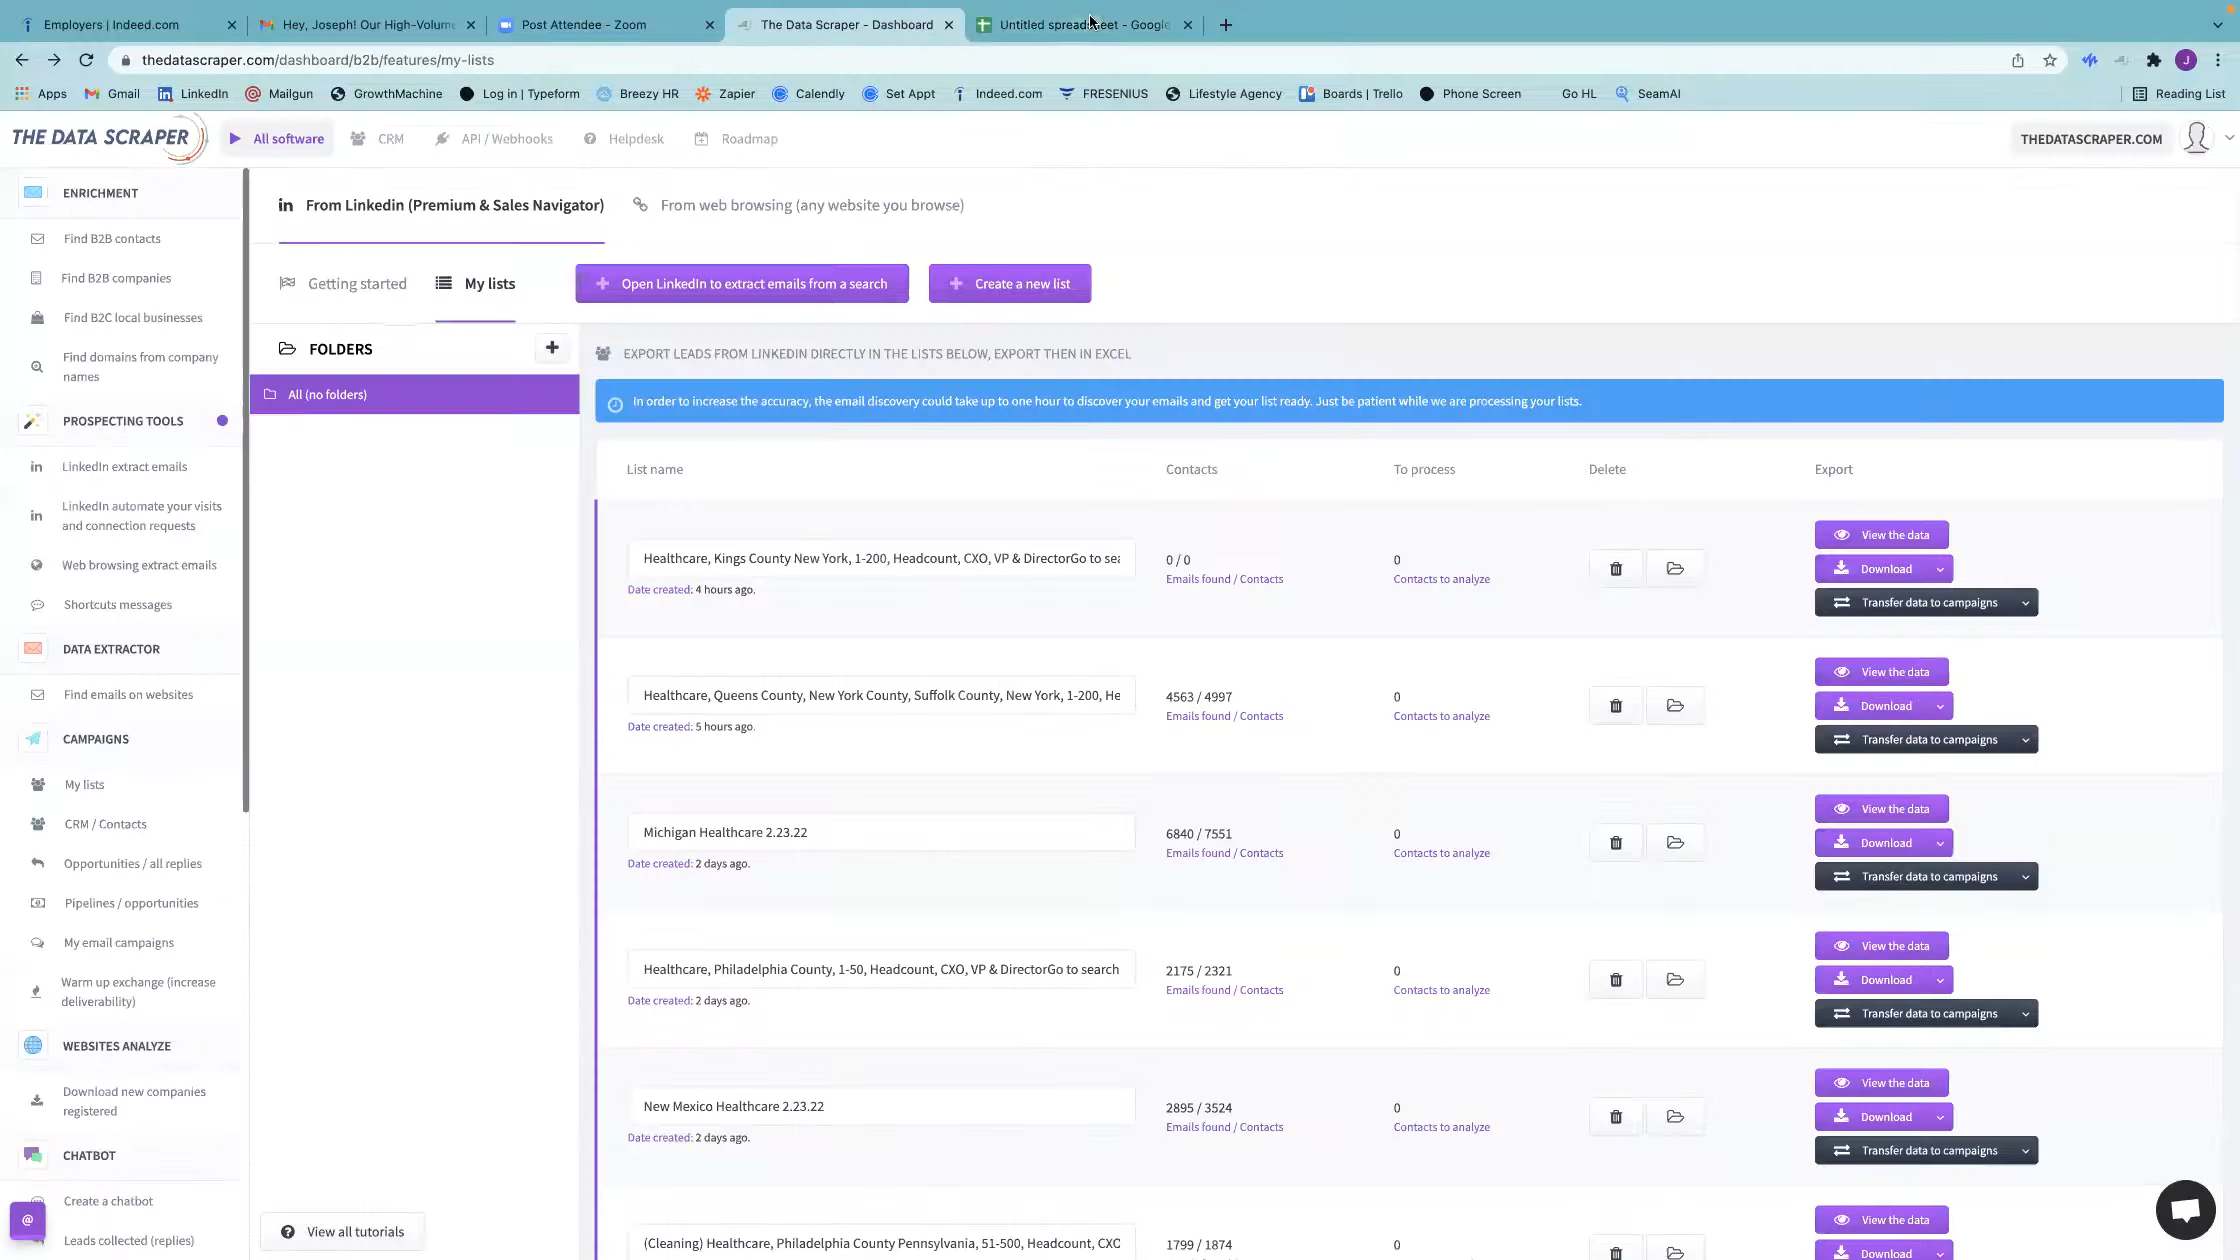 Employers | Indeed.com
Hey, Joseph! Our High-Volume
Post Attendee - Zoom
The Data Scraper - Dashboard
Untitled spreadsheet - Google
thedatascraper.com/dashboard/b2b/features/my-lists
J
Apps
Gmail
LinkedIn
Mailgun
GrowthMachine
Log in | Typeform
Breezy HR
Zapier
Calendly
Set Appt
Indeed.com
FRESENIUS
Lifestyle Agency
Boards | Trello
Phone Screen
Go HL
SeamAI
Reading List
THE DATA SCRAPER
All software
CRM
API / Webhooks
Helpdesk
Roadmap
THEDATASCRAPER.COM
ENRICHMENT
Find B2B contacts
Find B2B companies
Find B2C local businesses
Find domains from company
names
PROSPECTING TOOLS
LinkedIn extract emails
LinkedIn automate your visits
and connection requests
Web browsing extract emails
Shortcuts messages
DATA EXTRACTOR
Find emails on websites
CAMPAIGNS
My lists
CRM / Contacts
Opportunities / all replies
Pipelines / opportunities
My email campaigns
Warm up exchange (increase
deliverability)
WEBSITES ANALYZE
Download new companies
registered
CHATBOT
Create a chatbot
@
Leads collected (replies)
in From Linkedin (Premium & Sales Navigator)
From web browsing (any website you browse)
Getting started
My lists
+ Open LinkedIn to extract emails from a search
+ Create a new list
FOLDERS
+
All (no folders)
View all tutorials
EXPORT LEADS FROM LINKEDIN DIRECTLY IN THE LISTS BELOW, EXPORT THEN IN EXCEL
In order to increase the accuracy, the email discovery could take up to one hour to discover your emails and get your list ready. Just be patient while we are processing your lists.
List name
Contacts
To process
Delete
Export
Healthcare, Kings County New York, 1-200, Headcount, CXO, VP & DirectorGo to sea
Date created: 4 hours ago.
0 / 0
Emails found / Contacts
0
Contacts to analyze
View the data
Download
Transfer data to campaigns
Healthcare, Queens County, New York County, Suffolk County, New York, 1-200, He
Date created: 5 hours ago.
4563 / 4997
Emails found / Contacts
0
Contacts to analyze
View the data
Download
Transfer data to campaigns
Michigan Healthcare 2.23.22
Date created: 2 days ago.
6840 / 7551
Emails found / Contacts
0
Contacts to analyze
View the data
Download
Transfer data to campaigns
Healthcare, Philadelphia County, 1-50, Headcount, CXO, VP & DirectorGo to search
Date created: 2 days ago.
2175 / 2321
Emails found / Contacts
0
Contacts to analyze
View the data
Download
Transfer data to campaigns
New Mexico Healthcare 2.23.22
Date created: 2 days ago.
2895 / 3524
Emails found / Contacts
0
Contacts to analyze
View the data
Download
Transfer data to campaigns
(Cleaning) Healthcare, Philadelphia County Pennsylvania, 51-500, Headcount, CXO
1799 / 1874
0
View the data
Download